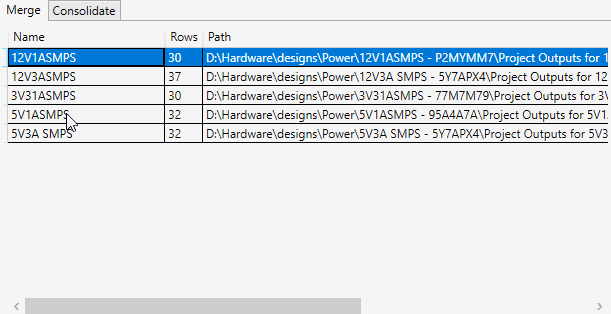 Merge Consolidate
Name Rows Path
12V1ASMPS 30 D:\Hardware\designs\Power\12V1ASMPS - P2MYMM7\Project Outputs for 1
12V3ASMPS 37 D:\Hardware\designs\Power\12V3A SMPS - 5Y7APX4\Project Outputs for 12
3V31ASMPS 30 D:\Hardware\designs\Power\3V31ASMPS - 77M7M79\Project Outputs for 3V
5V1ASMPS 32 D:\Hardware\designs\Power\5V1ASMPS - 95A4A7A\Project Outputs for 5V1
5V3A SMPS 32 D:\Hardware\designs\Power\5V3A SMPS - 5Y7APX4\Project Outputs for 5V3